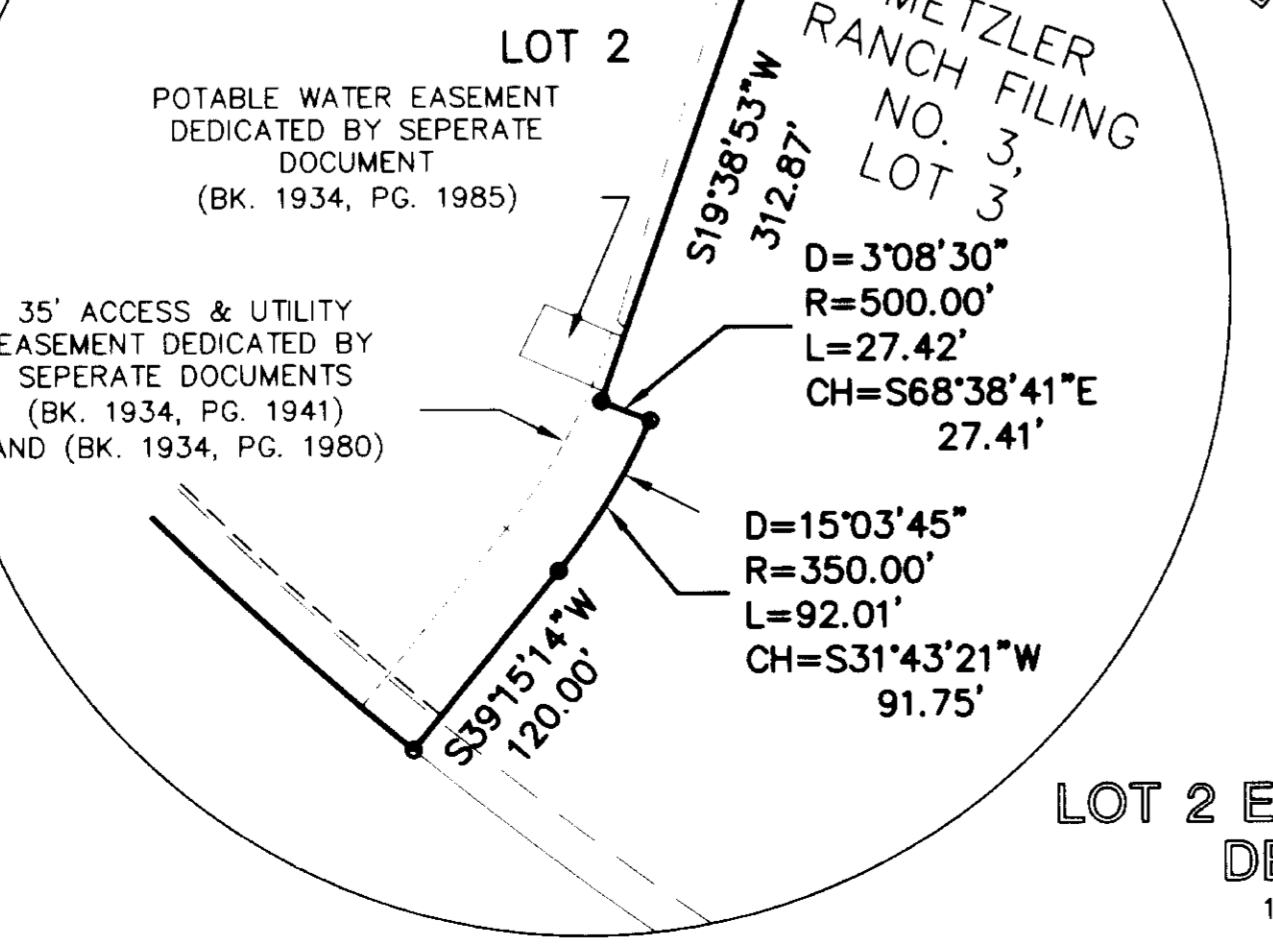 LOT 2
POTABLE WATER EASEMENT
DEDICATED BY SEPERATE
DOCUMENT
(BK. 1934, PG. 1985)
METZLER
RANCH FILING
NO. 3,
LOT 3
S19°38'53"W
312.87'
35' ACCESS & UTILITY
EASEMENT DEDICATED BY
SEPERATE DOCUMENTS
(BK. 1934, PG. 1941)
AND (BK. 1934, PG. 1980)
D=3°08'30"
R=500.00'
L=27.42'
CH=S68°38'41"E
27.41'
D=15°03'45"
R=350.00'
L=92.01'
CH=S31°43'21"W
91.75'
S39°15'14"W
120.00'
LOT 2 E
DE
1